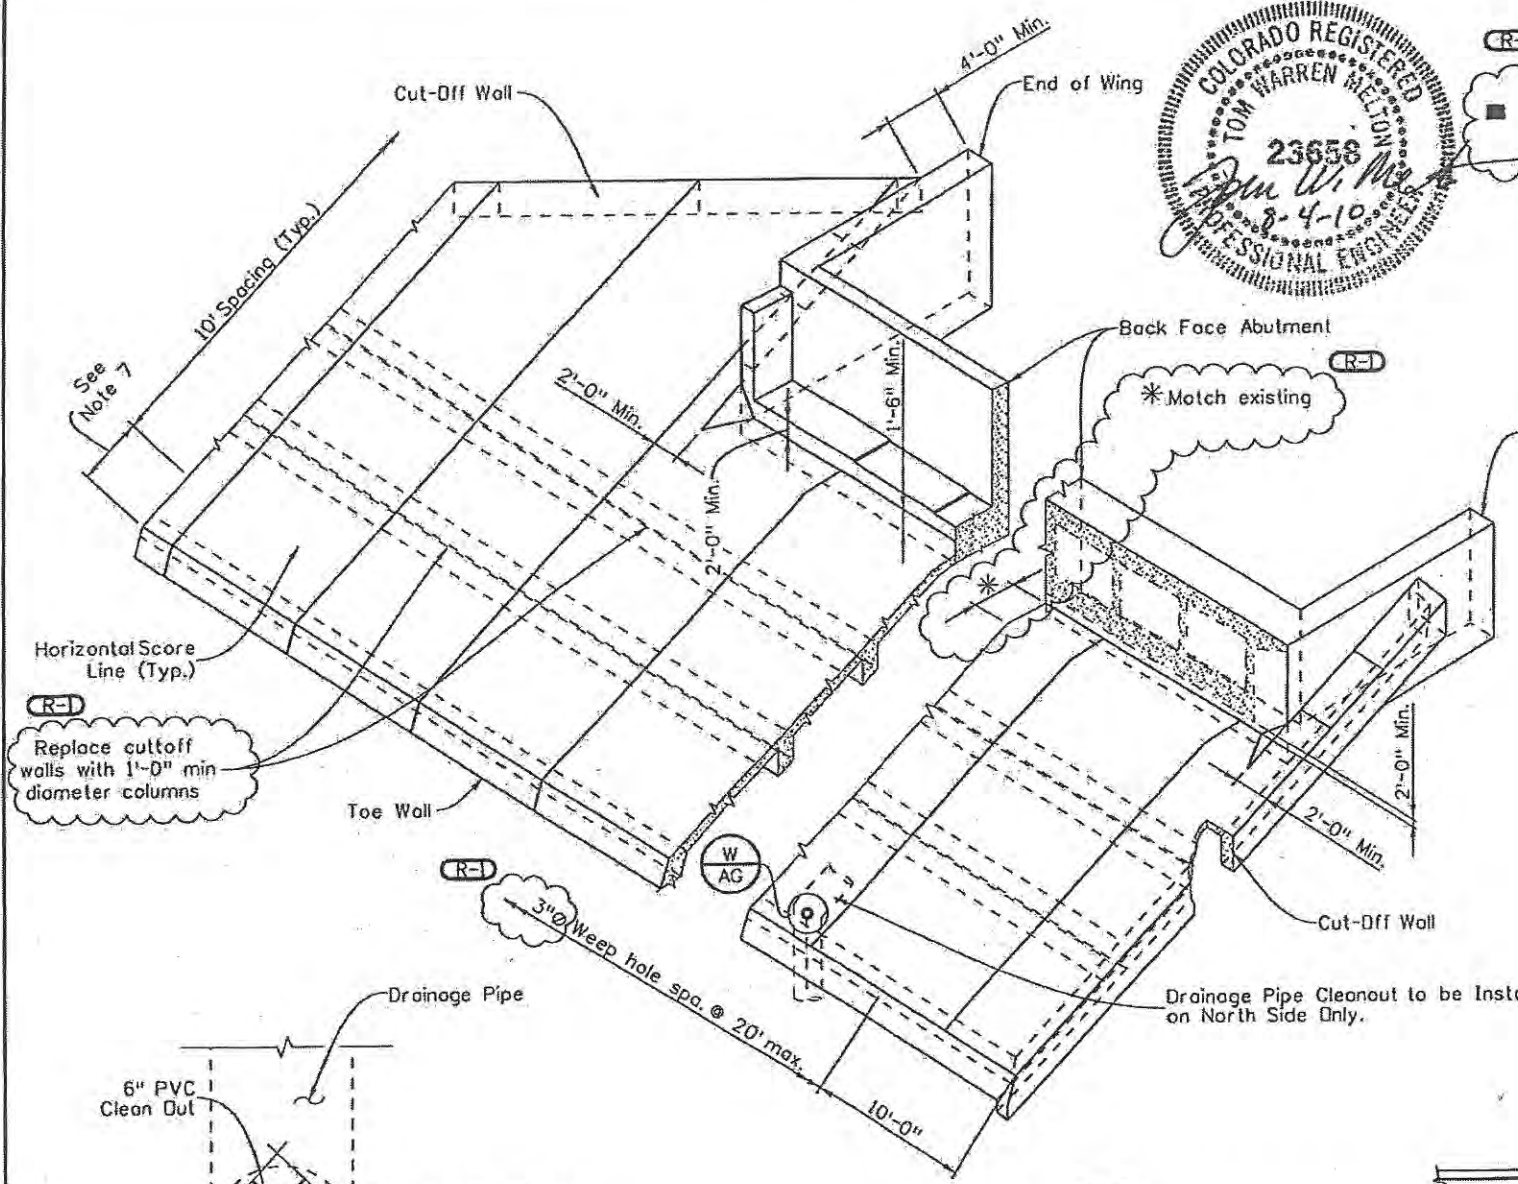 4'-0" Min.
Cut-Off Wall
End of Wing
COLORADO REGISTERED
TOM WARREN MELTON
23658
8-4-10
PROFESSIONAL ENGINEER
R-
10' Spacing (Typ.)
See
Note 7
Back Face Abutment
R-1
*Match existing
2'-0" Min.
1'-6" Min.
2'-0" Min.
*
Horizontal Score
Line (Typ.)
R-1
Replace cuttoff
walls with 1'-0" min
diameter columns
Toe Wall
2'-0" Min.
2'-0" Min.
R-1
W
AG
3"Ø Weep hole spa. @ 20' max.
Cut-Off Wall
10'-0"
Drainage Pipe Cleanout to be Insta
on North Side Only.
Drainage Pipe
6" PVC
Clean Out